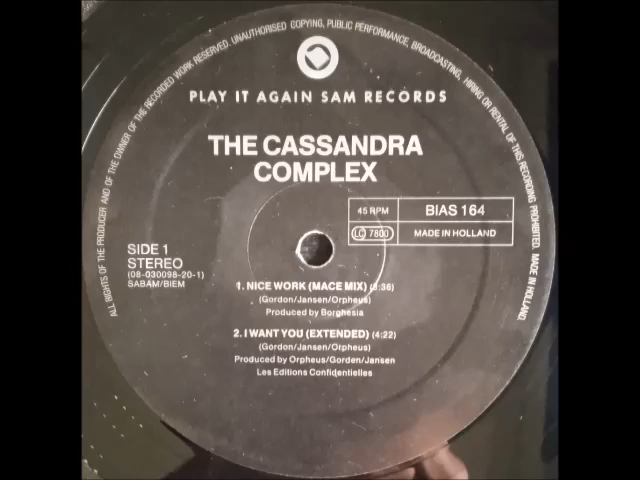 ALL RIGHTS OF THE PRODUCER AND OF THE OWNER OF THE RECORDED WORK RESERVED. UNAUTHORISED COPYING, PUBLIC PERFORMANCE, BROADCASTING, HIRING OR RENTAL OF THIS RECORDING PROHIBITED. MADE IN HOLLAND.
PLAY IT AGAIN SAM RECORDS
THE CASSANDRA
COMPLEX
45 RPM BIAS 164
LC 7800 MADE IN HOLLAND
SIDE 1
STEREO
(08-030098-20-1)
SABAM/BIEM
1. NICE WORK (MACE MIX) (3:36)
(Gordon/Jansen/Orpheus)
Produced by Borghesia
2. I WANT YOU (EXTENDED) (4:22)
(Gordon/Jansen/Orpheus)
Produced by Orpheus/Gorden/Jansen
Les Editions Confidentielles